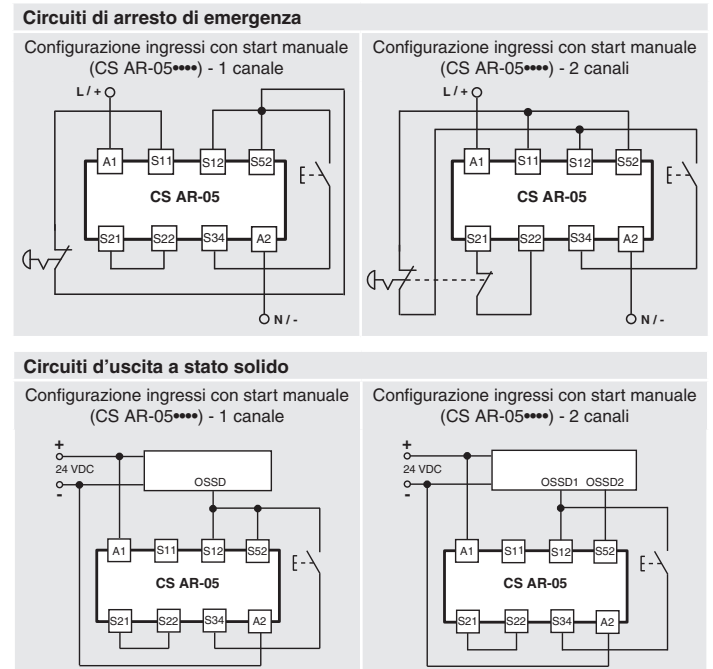 Circuiti di arresto di emergenza
Configurazione ingressi con start manuale
(CS AR-05••••) - 1 canale
L / +
A1
S11
S12
S52
CS AR-05
S21
S22
S34
A2
N / -
Configurazione ingressi con start manuale
(CS AR-05••••) - 2 canali
L / +
A1
S11
S12
S52
CS AR-05
S21
S22
S34
A2
N / -
Circuiti d'uscita a stato solido
Configurazione ingressi con start manuale
(CS AR-05••••) - 1 canale
+
24 VDC
-
OSSD
A1
S11
S12
S52
CS AR-05
S21
S22
S34
A2
Configurazione ingressi con start manuale
(CS AR-05••••) - 2 canali
+
24 VDC
-
OSSD1 OSSD2
A1
S11
S12
S52
CS AR-05
S21
S22
S34
A2